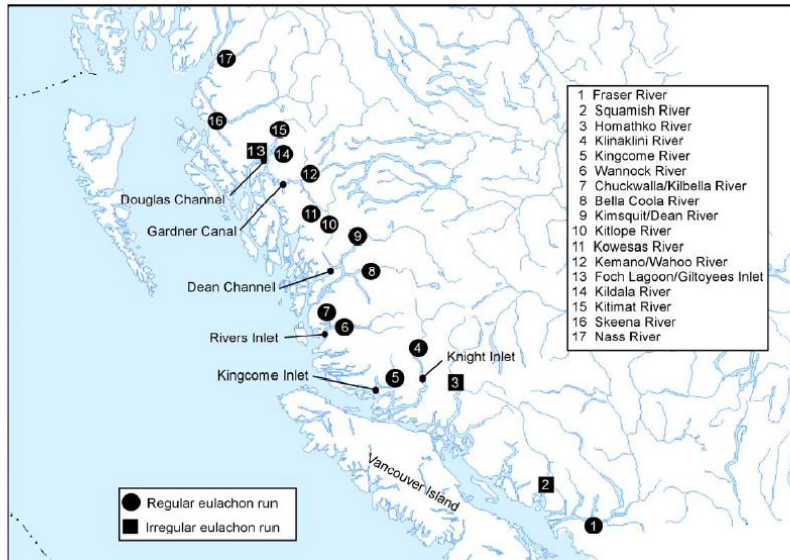 17
16
15
13
14
12
Douglas Channel
Gardner Canal
11
10
9
Dean Channel
8
7
6
Rivers Inlet
4
Knight Inlet
Kingcome Inlet
5
3
Vancouver Island
2
1
1 Fraser River
2 Squamish River
3 Homathko River
4 Klinaklini River
5 Kingcome River
6 Wannock River
7 Chuckwalla/Kilbella River
8 Bella Coola River
9 Kimsquit/Dean River
10 Kitlope River
11 Kowesas River
12 Kemano/Wahoo River
13 Foch Lagoon/Giltoyees Inlet
14 Kildala River
15 Kitimat River
16 Skeena River
17 Nass River
Regular eulachon run
Irregular eulachon run